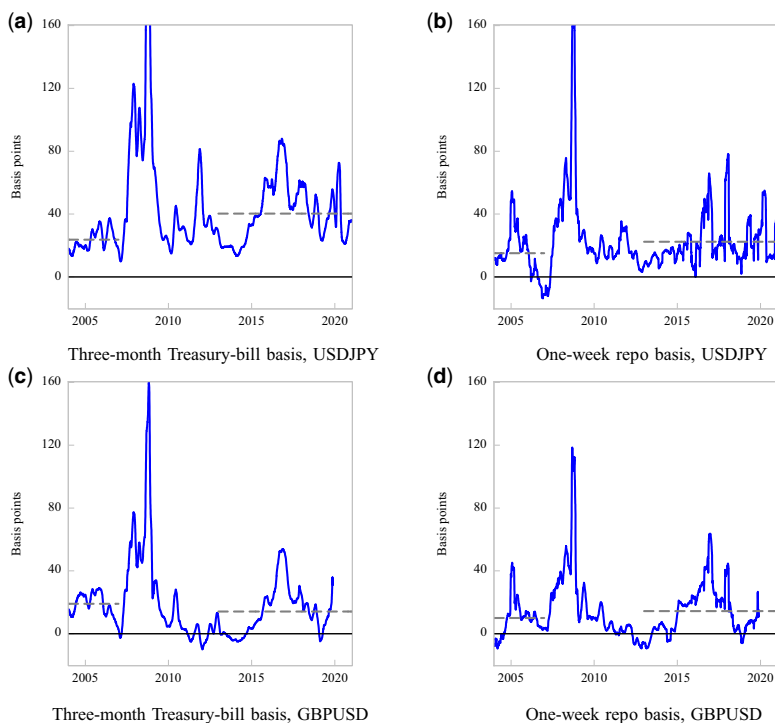 (a)
160
120
80
40
0
Basis points
2005 2010 2015 2020
Three-month Treasury-bill basis, USDJPY
(b)
160
120
80
40
0
Basis points
2005 2010 2015 2020
One-week repo basis, USDJPY
(c)
160
120
80
40
0
Basis points
2005 2010 2015 2020
Three-month Treasury-bill basis, GBPUSD
(d)
160
120
80
40
0
Basis points
2005 2010 2015 2020
One-week repo basis, GBPUSD